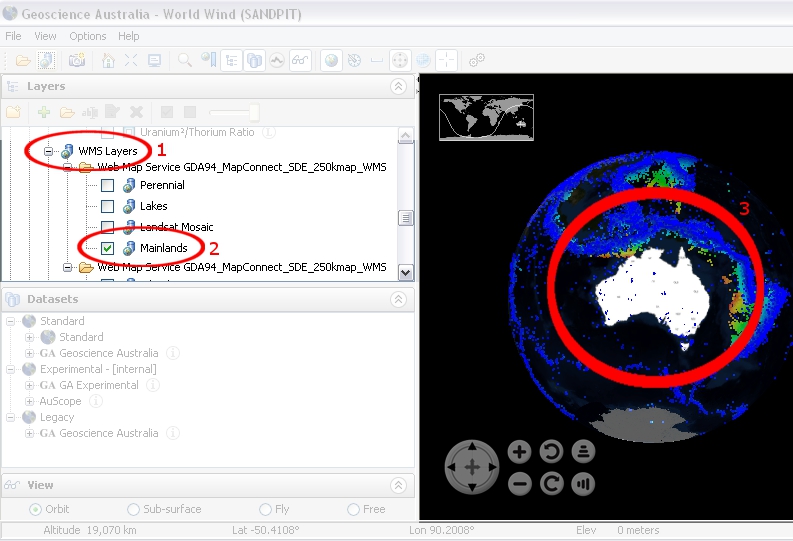 Geoscience Australia - World Wind (SANDPIT)
File View Options Help
Layers
Uranium²/Thorium Ratio
WMS Layers 1
Web Map Service GDA94_MapConnect_SDE_250kmap_WMS
Perennial
Lakes
Landsat Mosaic
Mainlands 2
Web Map Service GDA94_MapConnect_SDE_250kmap_WMS
3
Datasets
Standard
Standard
GA Geoscience Australia
Experimental - [internal]
GA Experimental
AuScope
Legacy
GA Geoscience Australia
View
Orbit Sub-surface Fly Free
Altitude 19,070 km Lat -50.4108° Lon 90.2008° Elev 0 meters